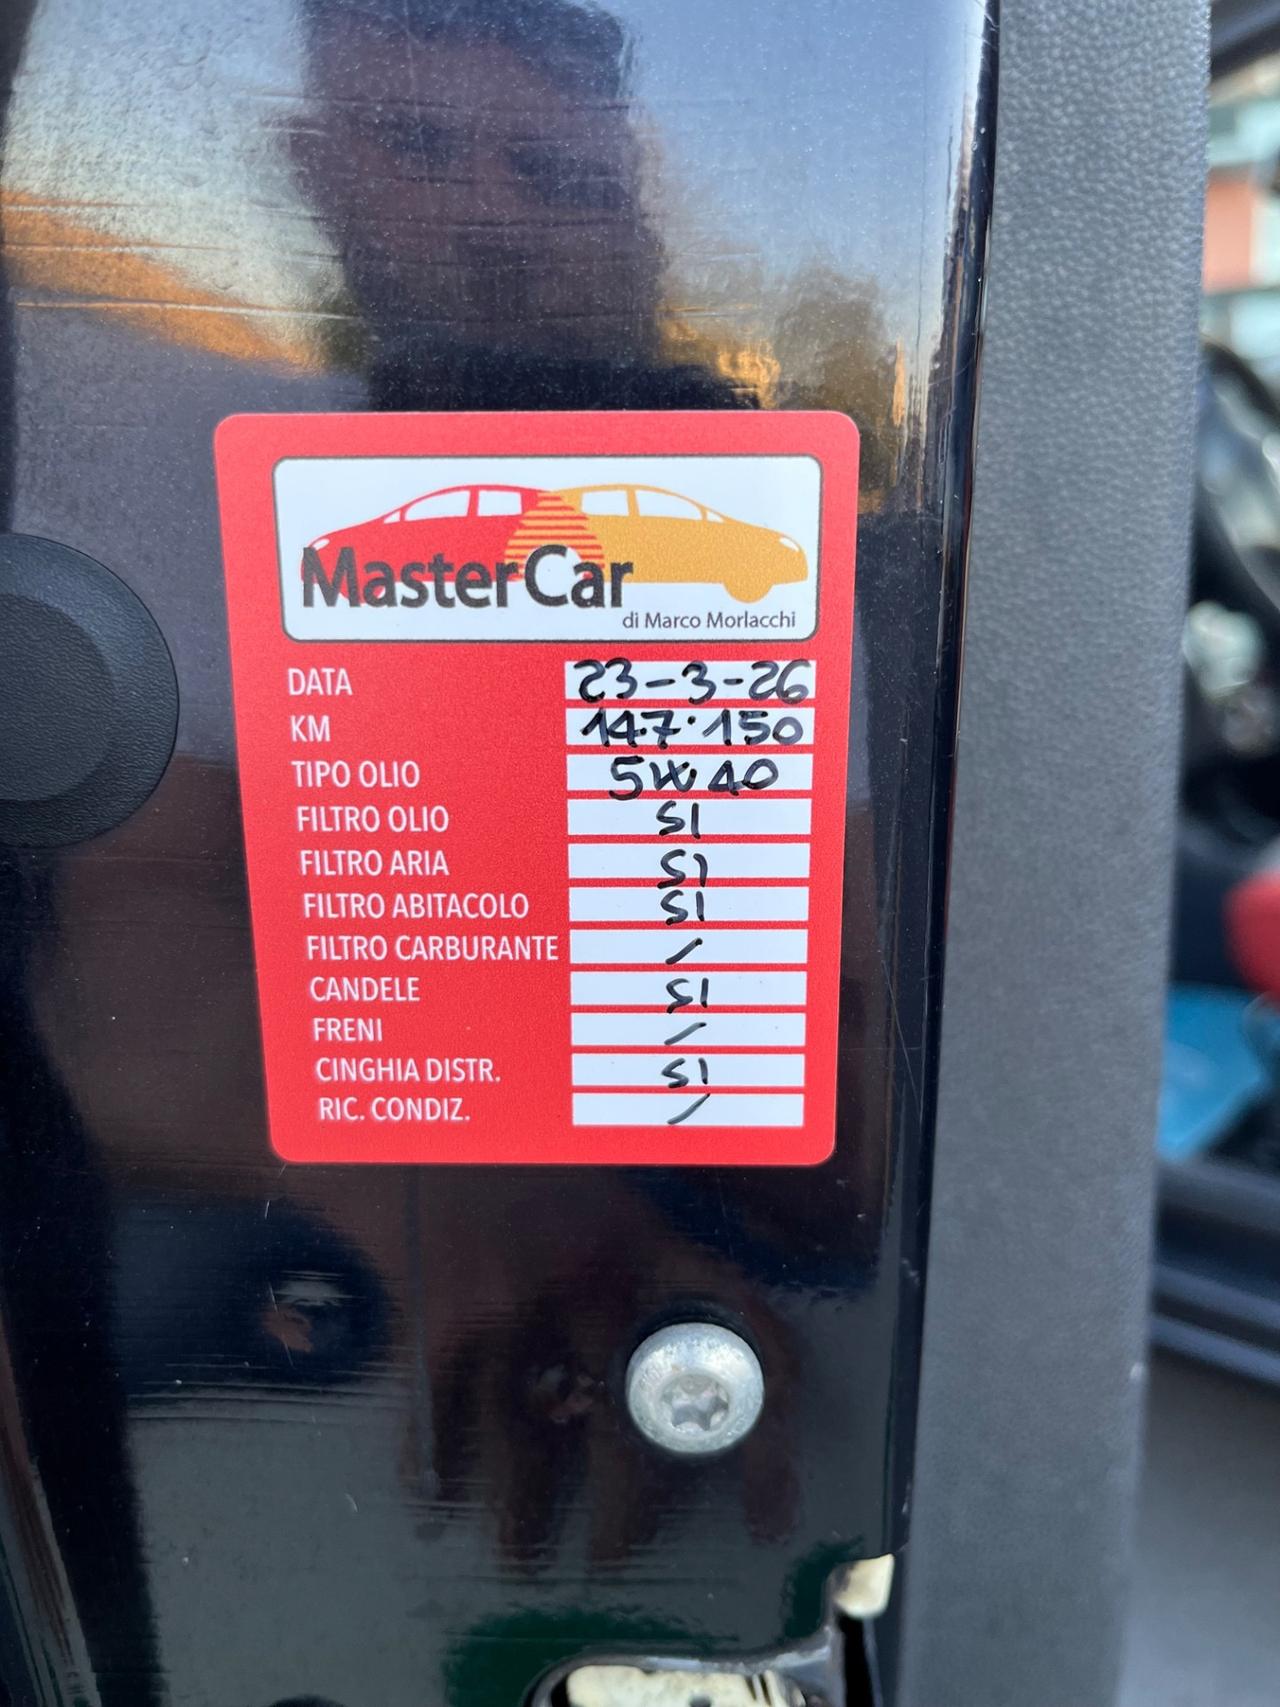 MasterCar
di Marco Morlacchi
DATA 23-3-26
KM 147.150
TIPO OLIO 5W40
FILTRO OLIO SI
FILTRO ARIA SI
FILTRO ABITACOLO SI
FILTRO CARBURANTE /
CANDELE SI
FRENI /
CINGHIA DISTR. SI
RIC. CONDIZ. /